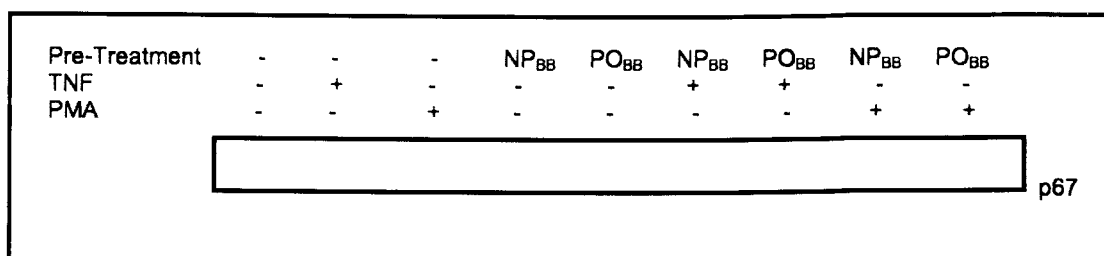 Pre-Treatment - - - NP_BB PO_BB NP_BB PO_BB NP_BB PO_BB
TNF - + - - - + + - -
PMA - - + - - - - + +
p67